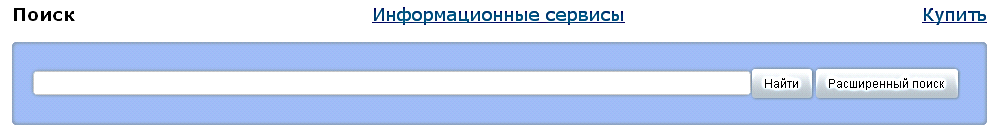 Поиск Информационные сервисы Купить
Найти Расширенный поиск